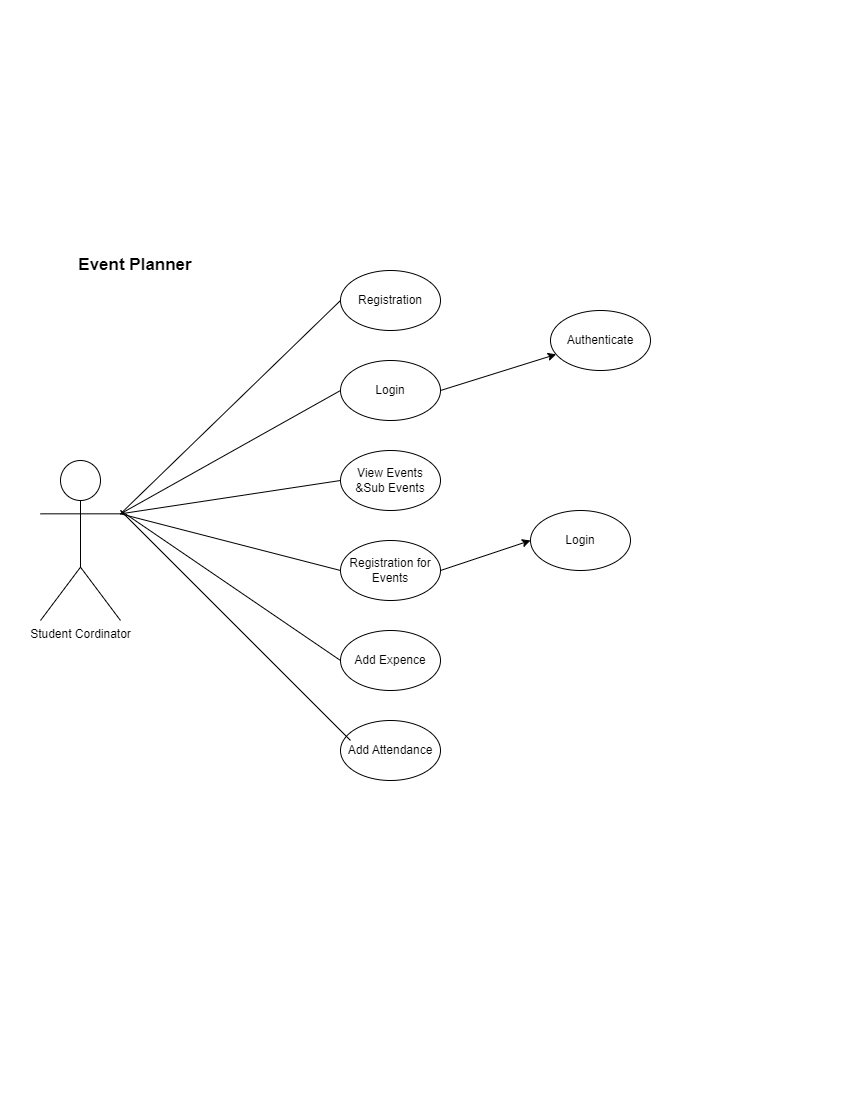 Event Planner
Registration
Authenticate
Login
View Events
&Sub Events
Login
Registration for
Events
Student Cordinator
Add Expence
Add Attendance